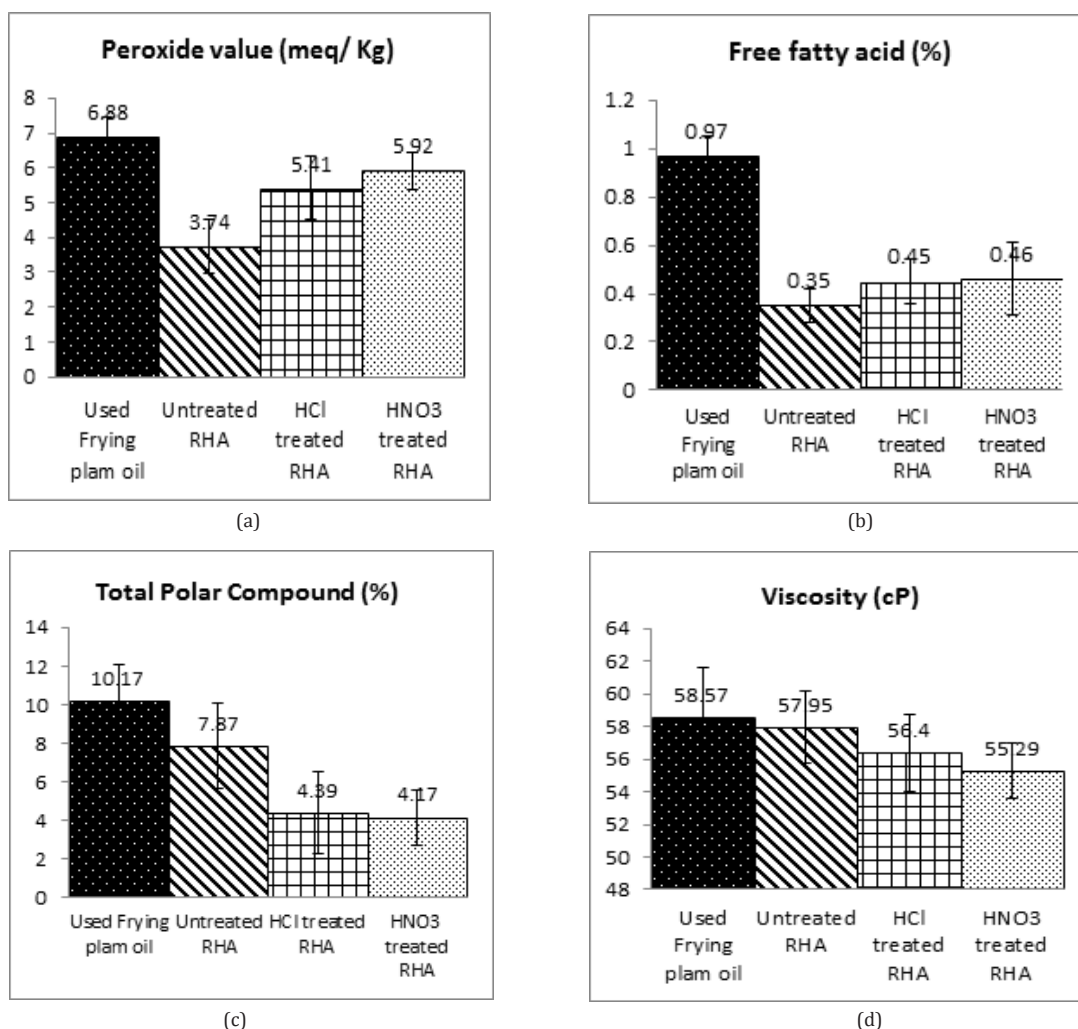 Peroxide value (meq/ Kg)
8
7
6
5
4
3
2
1
0
6.88
3.74
5.41
5.92
Used
Frying
plam oil
Untreated
RHA
HCl
treated
RHA
HNO3
treated
RHA
(a)
Free fatty acid (%)
1.2
1
0.8
0.6
0.4
0.2
0
0.97
0.35
0.45
0.46
Used
Frying
plam oil
Untreated
RHA
HCl
treated
RHA
HNO3
treated
RHA
(b)
Total Polar Compound (%)
14
12
10
8
6
4
2
0
10.17
7.87
4.39
4.17
Used Frying
plam oil
Untreated
RHA
HCl treated
RHA
HNO3
treated
RHA
(c)
Viscosity (cP)
64
62
60
58
56
54
52
50
48
58.57
57.95
56.4
55.29
Used
Frying
plam oil
Untreated
RHA
HCl
treated
RHA
HNO3
treated
RHA
(d)